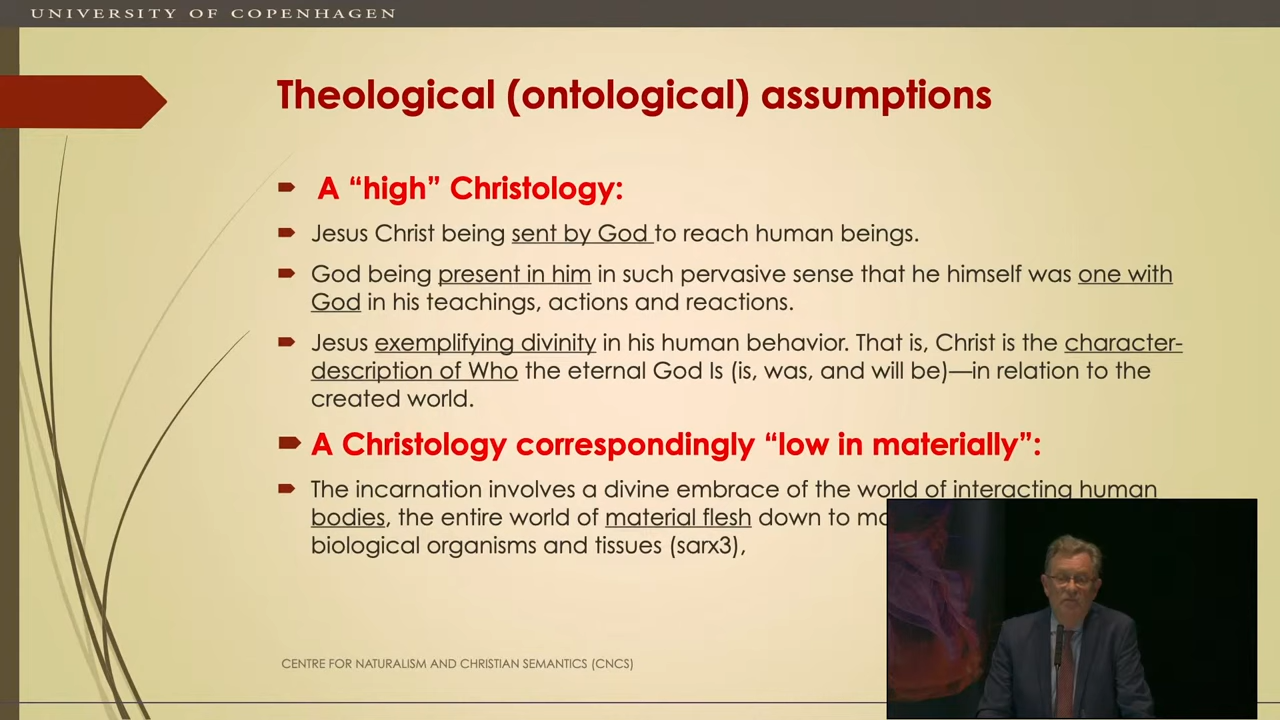 UNIVERSITY OF COPENHAGEN
Theological (ontological) assumptions
A “high” Christology:
Jesus Christ being sent by God to reach human beings.
God being present in him in such pervasive sense that he himself was one with
God in his teachings, actions and reactions.
Jesus exemplifying divinity in his human behavior. That is, Christ is the character-
description of Who the eternal God Is (is, was, and will be)—in relation to the
created world.
A Christology correspondingly “low in materially”:
The incarnation involves a divine embrace of the world of interacting human
bodies, the entire world of material flesh down to
biological organisms and tissues (sarx3),
CENTRE FOR NATURALISM AND CHRISTIAN SEMANTICS (CNCS)